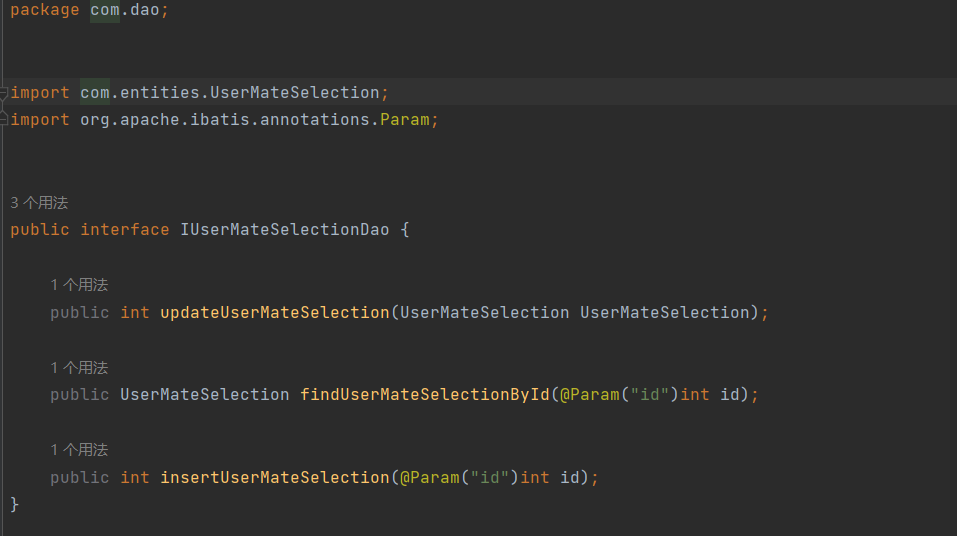 package com.dao;
import com.entities.UserMateSelection;
import org.apache.ibatis.annotations.Param;
3 个用法
public interface IUserMateSelectionDao {
1 个用法
public int updateUserMateSelection(UserMateSelection UserMateSelection);
1 个用法
public UserMateSelection findUserMateSelectionById(@Param("id")int id);
1 个用法
public int insertUserMateSelection(@Param("id")int id);
}